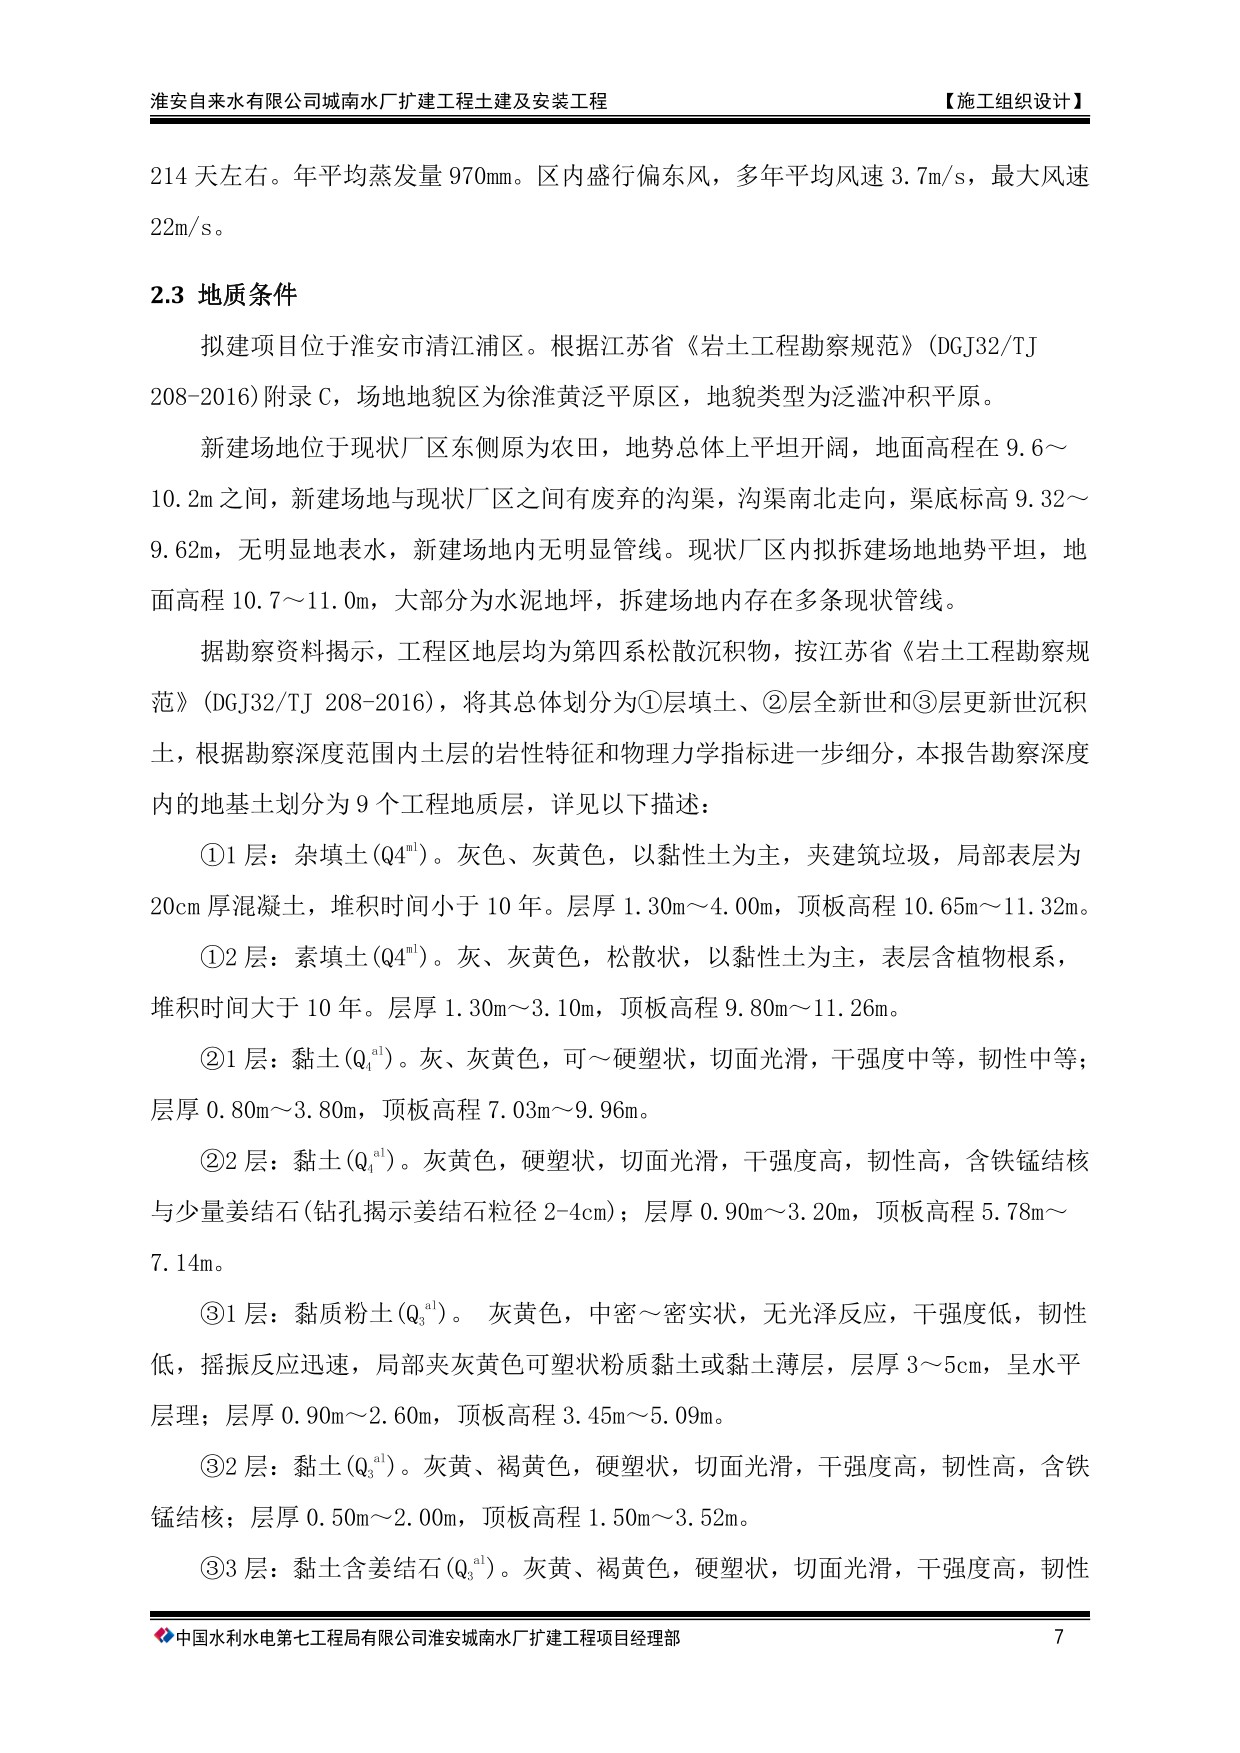 淮安自来水有限公司城南水厂扩建工程土建及安装工程 【施工组织设计】
214 天左右。年平均蒸发量 970mm。区内盛行偏东风，多年平均风速 3.7m/s，最大风速
22m/s。
2.3 地质条件
拟建项目位于淮安市清江浦区。根据江苏省《岩土工程勘察规范》(DGJ32/TJ
208-2016)附录 C，场地地貌区为徐淮黄泛平原区，地貌类型为泛滥冲积平原。
新建场地位于现状厂区东侧原为农田，地势总体上平坦开阔，地面高程在 9.6～
10.2m 之间，新建场地与现状厂区之间有废弃的沟渠，沟渠南北走向，渠底标高 9.32～
9.62m，无明显地表水，新建场地内无明显管线。现状厂区内拟拆建场地地势平坦，地
面高程 10.7～11.0m，大部分为水泥地坪，拆建场地内存在多条现状管线。
据勘察资料揭示，工程区地层均为第四系松散沉积物，按江苏省《岩土工程勘察规
范》(DGJ32/TJ 208-2016)，将其总体划分为①层填土、②层全新世和③层更新世沉积
土，根据勘察深度范围内土层的岩性特征和物理力学指标进一步细分，本报告勘察深度
内的地基土划分为 9 个工程地质层，详见以下描述：
①1 层：杂填土(Q4ml)。灰色、灰黄色，以黏性土为主，夹建筑垃圾，局部表层为
20cm 厚混凝土，堆积时间小于 10 年。层厚 1.30m～4.00m，顶板高程 10.65m～11.32m。
①2 层：素填土(Q4ml)。灰、灰黄色，松散状，以黏性土为主，表层含植物根系，
堆积时间大于 10 年。层厚 1.30m～3.10m，顶板高程 9.80m～11.26m。
②1 层：黏土(Q4al)。灰、灰黄色，可～硬塑状，切面光滑，干强度中等，韧性中等；
层厚 0.80m～3.80m，顶板高程 7.03m～9.96m。
②2 层：黏土(Q4al)。灰黄色，硬塑状，切面光滑，干强度高，韧性高，含铁锰结核
与少量姜结石(钻孔揭示姜结石粒径 2-4cm)；层厚 0.90m～3.20m，顶板高程 5.78m～
7.14m。
③1 层：黏质粉土(Q3al)。 灰黄色，中密～密实状，无光泽反应，干强度低，韧性
低，摇振反应迅速，局部夹灰黄色可塑状粉质黏土或黏土薄层，层厚 3～5cm，呈水平
层理；层厚 0.90m～2.60m，顶板高程 3.45m～5.09m。
③2 层：黏土(Q3al)。灰黄、褐黄色，硬塑状，切面光滑，干强度高，韧性高，含铁
锰结核；层厚 0.50m～2.00m，顶板高程 1.50m～3.52m。
③3 层：黏土含姜结石(Q3al)。灰黄、褐黄色，硬塑状，切面光滑，干强度高，韧性
中国水利水电第七工程局有限公司淮安城南水厂扩建工程项目经理部 7